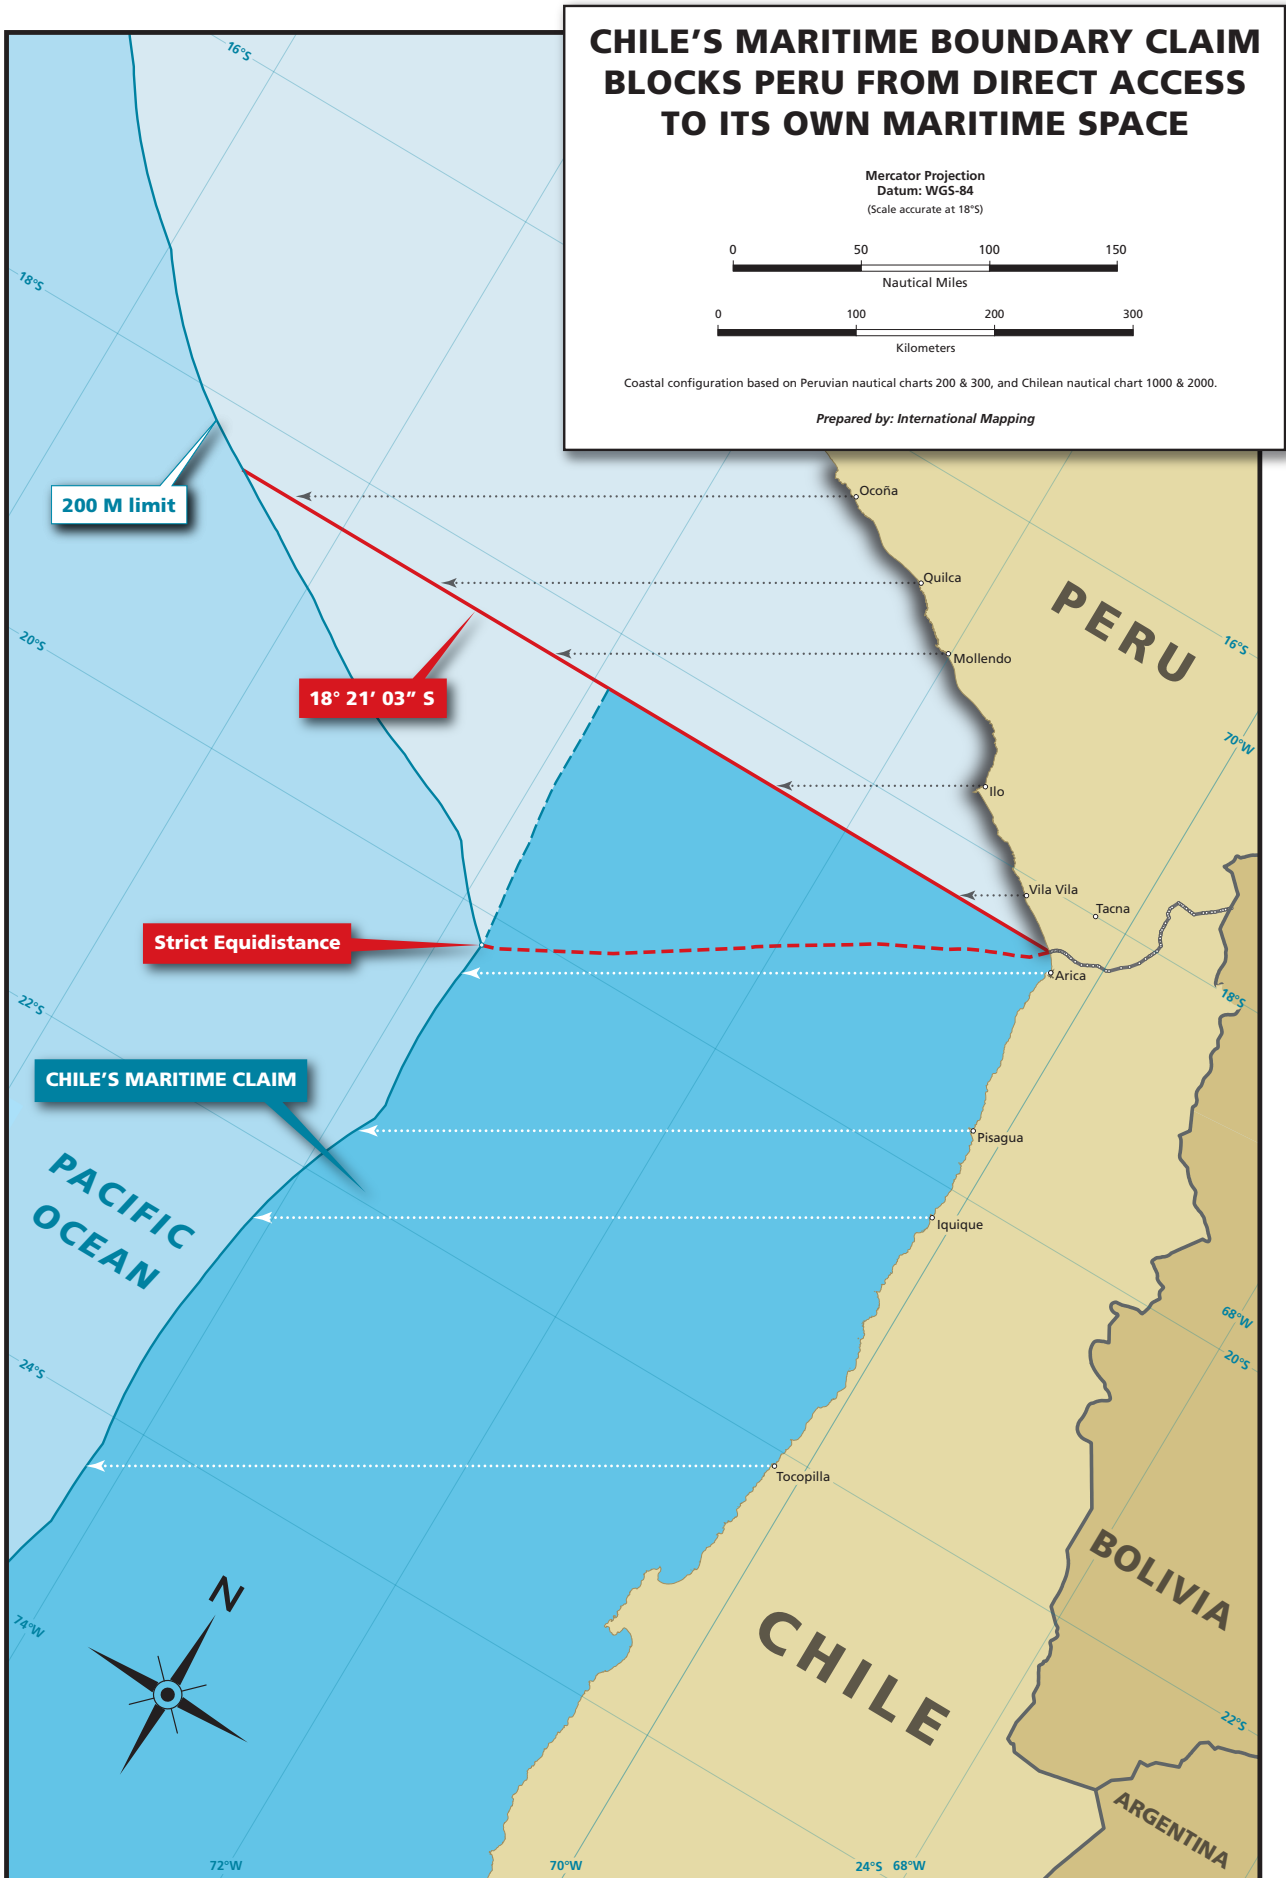 CHILE’S MARITIME BOUNDARY CLAIM
BLOCKS PERU FROM DIRECT ACCESS
TO ITS OWN MARITIME SPACE
Mercator Projection
Datum: WGS-84
(Scale accurate at 18°S)
0 50 100 150
Nautical Miles
0 100 200 300
Kilometers
Coastal configuration based on Peruvian nautical charts 200 & 300, and Chilean nautical chart 1000 & 2000.
Prepared by: International Mapping
16°S
18°S
200 M limit
Ocoña
Quilca
PERU
20°S
16°S
Mollendo
18° 21’ 03” S
70°W
Ilo
Vila Vila
Tacna
Strict Equidistance
Arica
22°S
18°S
CHILE’S MARITIME CLAIM
Pisagua
PACIFIC
OCEAN
Iquique
68°W
20°S
24°S
Tocopilla
BOLIVIA
N
74°W
CHILE
22°S
ARGENTINA
72°W
70°W
24°S
68°W